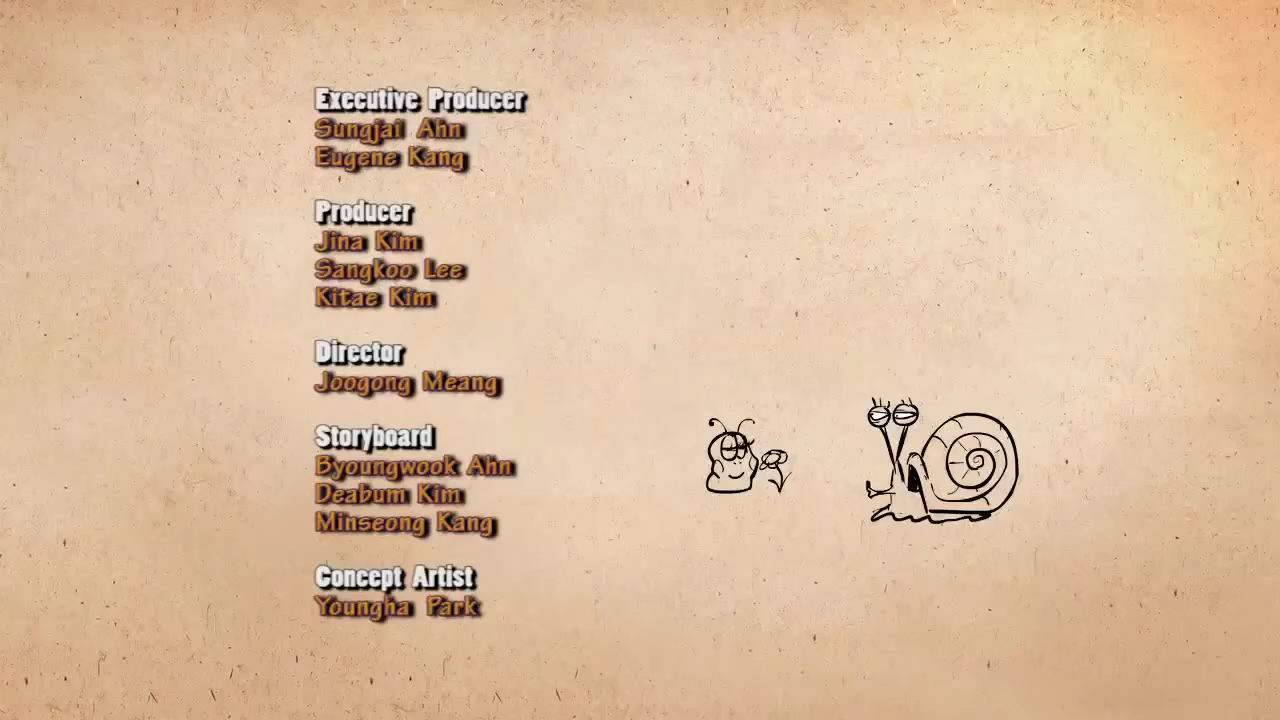 Executive Producer
Sungjai Ahn
Eugene Kang
Producer
Jina Kim
Sangkoo Lee
Kitae Kim
Director
Joogong Meang
Storyboard
Byoungwook Ahn
Deabum Kim
Minseong Kang
Concept Artist
Youngha Park